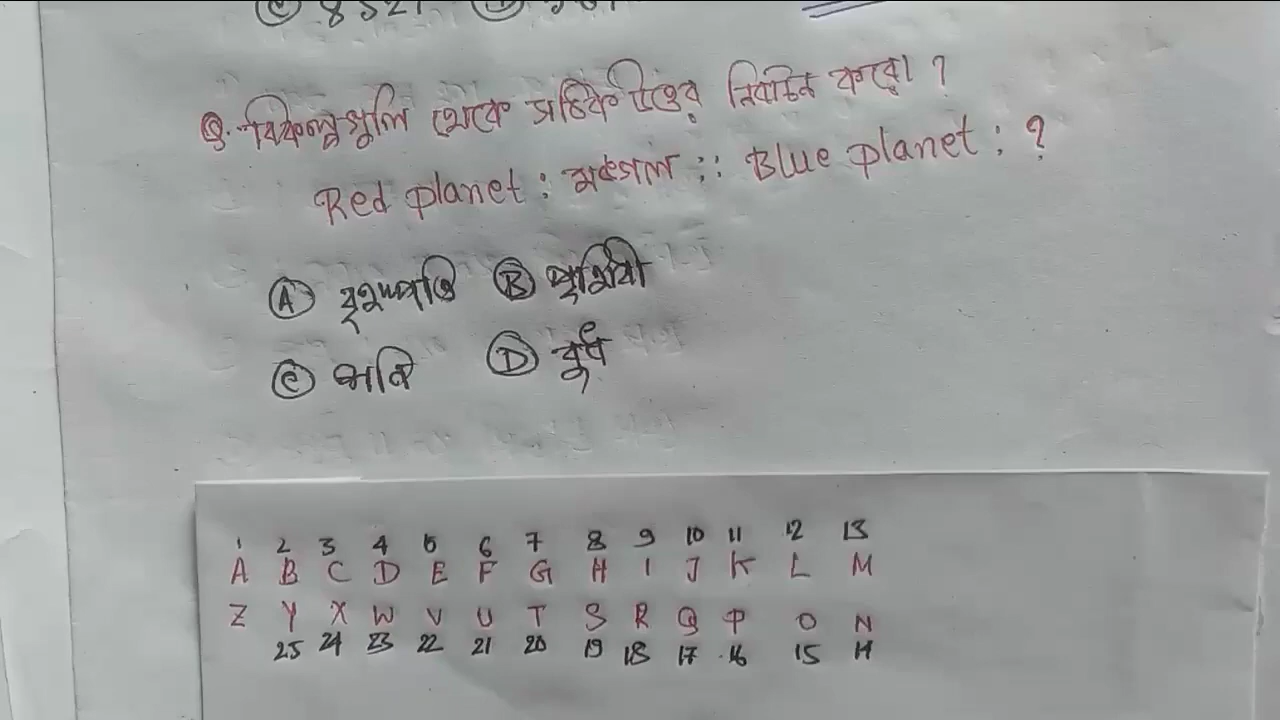 Q. বিকল্পগুলি থেকে সঠিক উত্তর নির্বাচন করো ?
Red planet : মঙ্গল :: Blue planet : ?
Ⓐ বৃহস্পতি Ⓑ পৃথিবী
Ⓒ শনি Ⓓ বুধ
1 2 3 4 5 6 7 8 9 10 11 12 13
A B C D E F G H I J K L M
Z Y X W V U T S R Q P O N
25 24 23 22 21 20 19 18 17 16 15 14